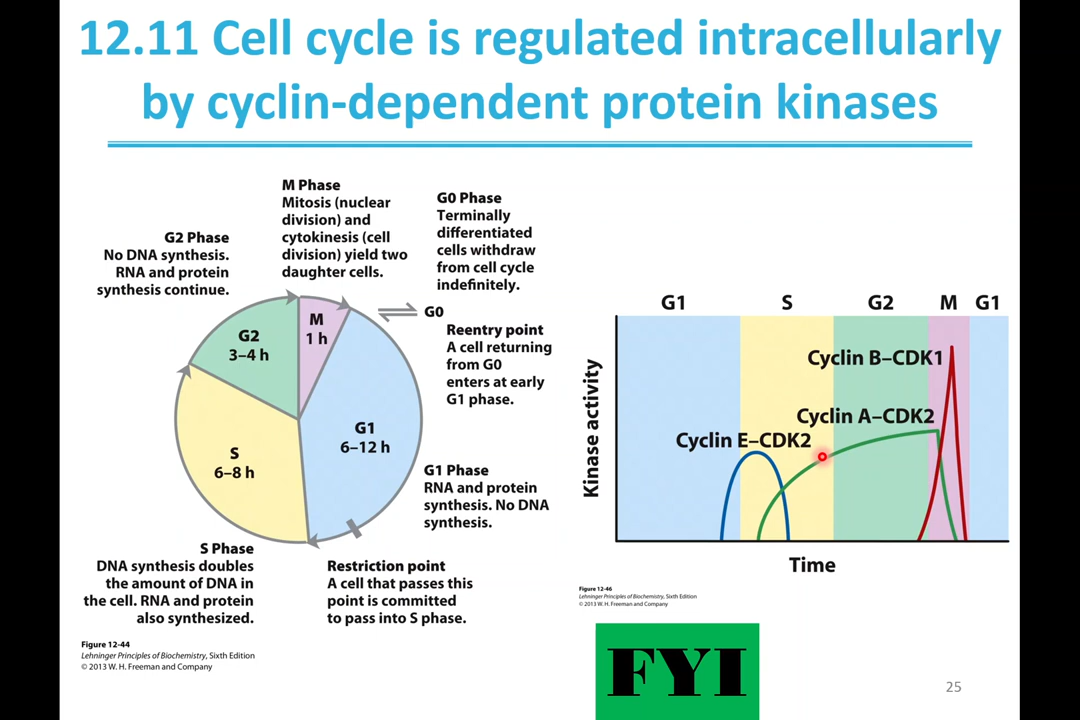 12.11 Cell cycle is regulated intracellularly
by cyclin-dependent protein kinases
M Phase
Mitosis (nuclear
division) and
cytokinesis (cell
division) yield two
daughter cells.
G0 Phase
Terminally
differentiated
cells withdraw
from cell cycle
indefinitely.
G2 Phase
No DNA synthesis.
RNA and protein
synthesis continue.
G0
Reentry point
A cell returning
from G0
enters at early
G1 phase.
M
1 h
G2
3–4 h
G1
6–12 h
S
6–8 h
G1 Phase
RNA and protein
synthesis. No DNA
synthesis.
S Phase
DNA synthesis doubles
the amount of DNA in
the cell. RNA and protein
also synthesized.
Restriction point
A cell that passes this
point is committed
to pass into S phase.
Figure 12-44
Lehninger Principles of Biochemistry, Sixth Edition
© 2013 W. H. Freeman and Company
G1 S G2 M G1
Cyclin B–CDK1
Cyclin A–CDK2
Cyclin E–CDK2
Kinase activity
Time
Figure 12-46
Lehninger Principles of Biochemistry, Sixth Edition
© 2013 W. H. Freeman and Company
FYI
25